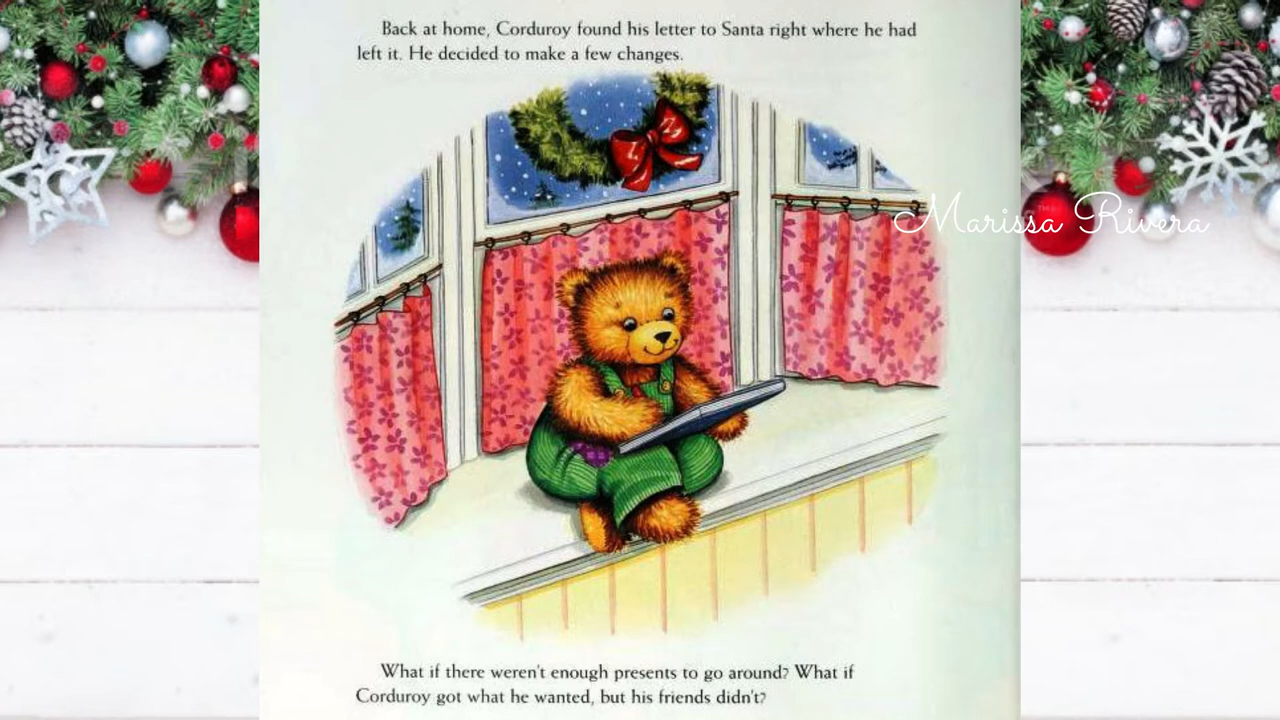 Back at home, Corduroy found his letter to Santa right where he had
left it. He decided to make a few changes.
Marissa Rivera
What if there weren't enough presents to go around? What if
Corduroy got what he wanted, but his friends didn't?